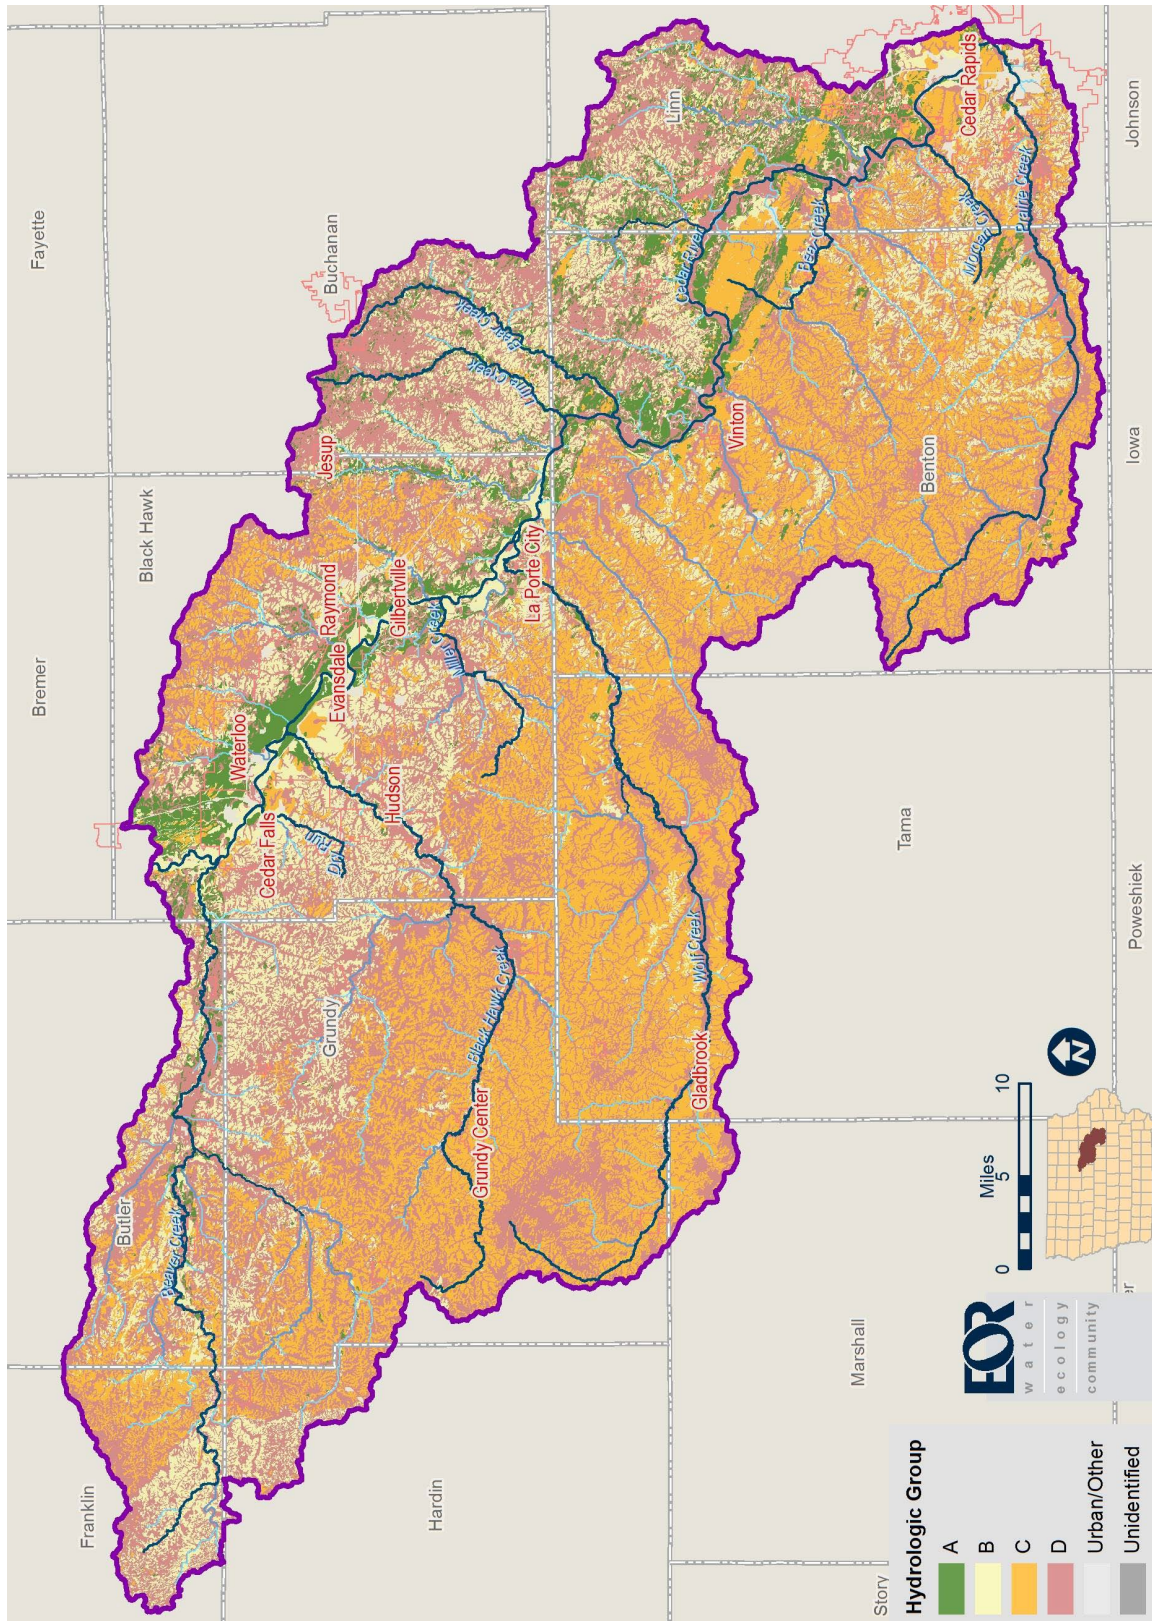 Fayette
Bremer
Franklin
Butler
Black Hawk
Buchanan
Beaver Creek
Waterloo
Cedar Falls
Dry Run
Evansdale
Raymond
Jesup
Grundy
Hudson
Gilbertville
Hardin
Miller Creek
Lime Creek
Bear Creek
Grundy Center
Black Hawk Creek
La Porte City
Linn
Cedar River
Gladbrook
Wolf Creek
Vinton
Bear Creek
Marshall
Story
Tama
Benton
Morgan Creek
Cedar Rapids
Prairie Creek
Poweshiek
Iowa
Johnson
er
Hydrologic Group
A
B
C
D
Urban/Other
Unidentified
EOR
water
ecology
community
Miles
0 5 10
N